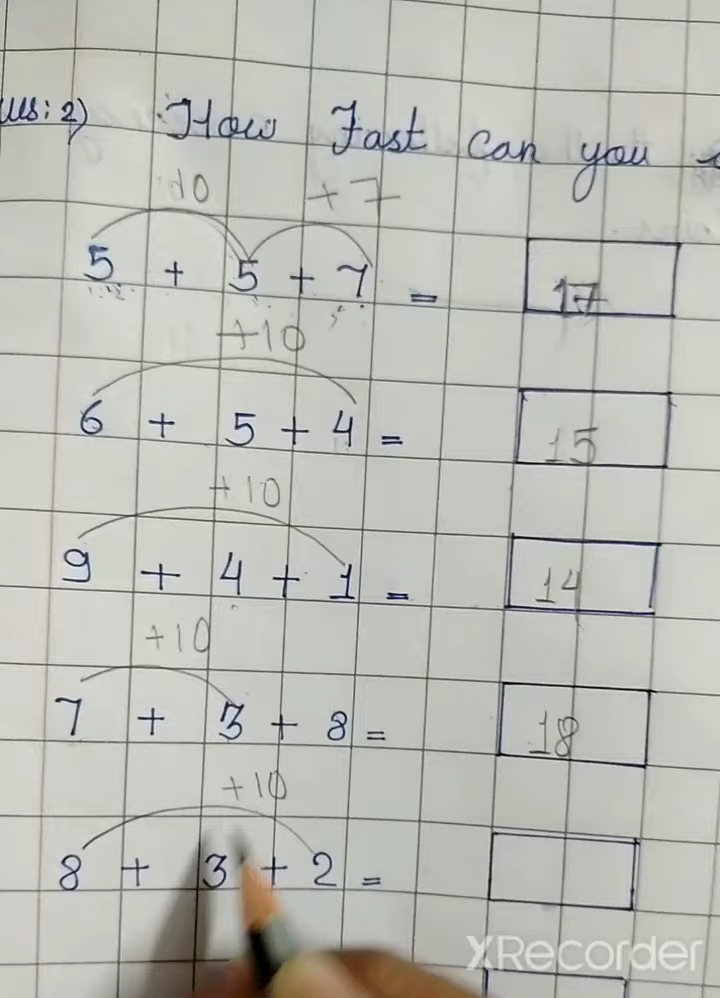 2) How Fast can you
10 +7
5 + 5 + 7 = 17
+10
6 + 5 + 4 = 15
+10
9 + 4 + 1 = 14
+10
7 + 3 + 8 = 18
+10
8 + 3 + 2 =
XRecorder